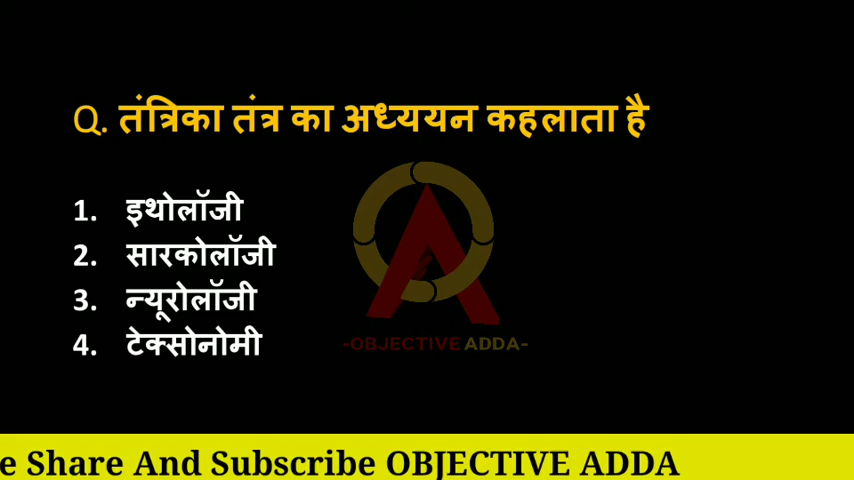 Q. तंत्रिका तंत्र का अध्ययन कहलाता है
1. इथोलॉजी
2. सारकोलॉजी
3. न्यूरोलॉजी
4. टेक्सोनोमी
-OBJECTIVE ADDA-
e Share And Subscribe OBJECTIVE ADDA